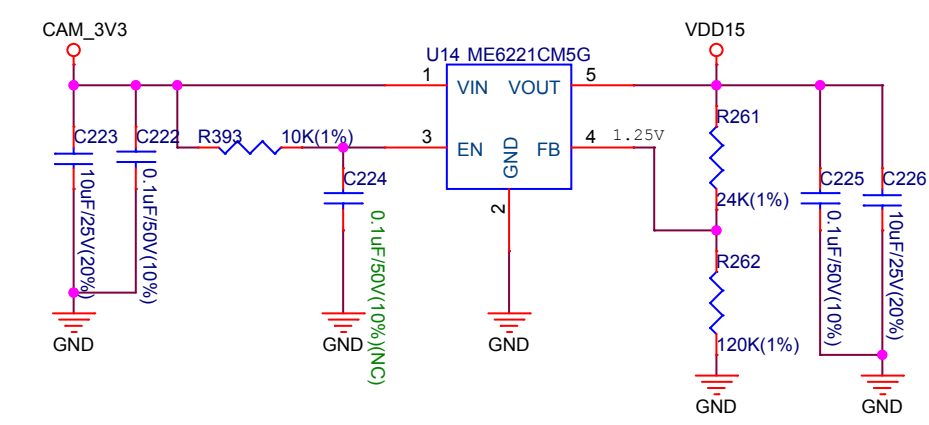 CAM_3V3
VDD15
U14 ME6221CM5G
1
VIN
VOUT
5
R261
C223
C222
R393
10K(1%)
3
EN
GND
FB
4
1.25V
C224
C225
C226
10uF/25V(20%)
0.1uF/50V(10%)
24K(1%)
2
0.1uF/50V(10%)(NC)
0.1uF/50V(10%)
10uF/25V(20%)
R262
120K(1%)
GND
GND
GND
GND
GND